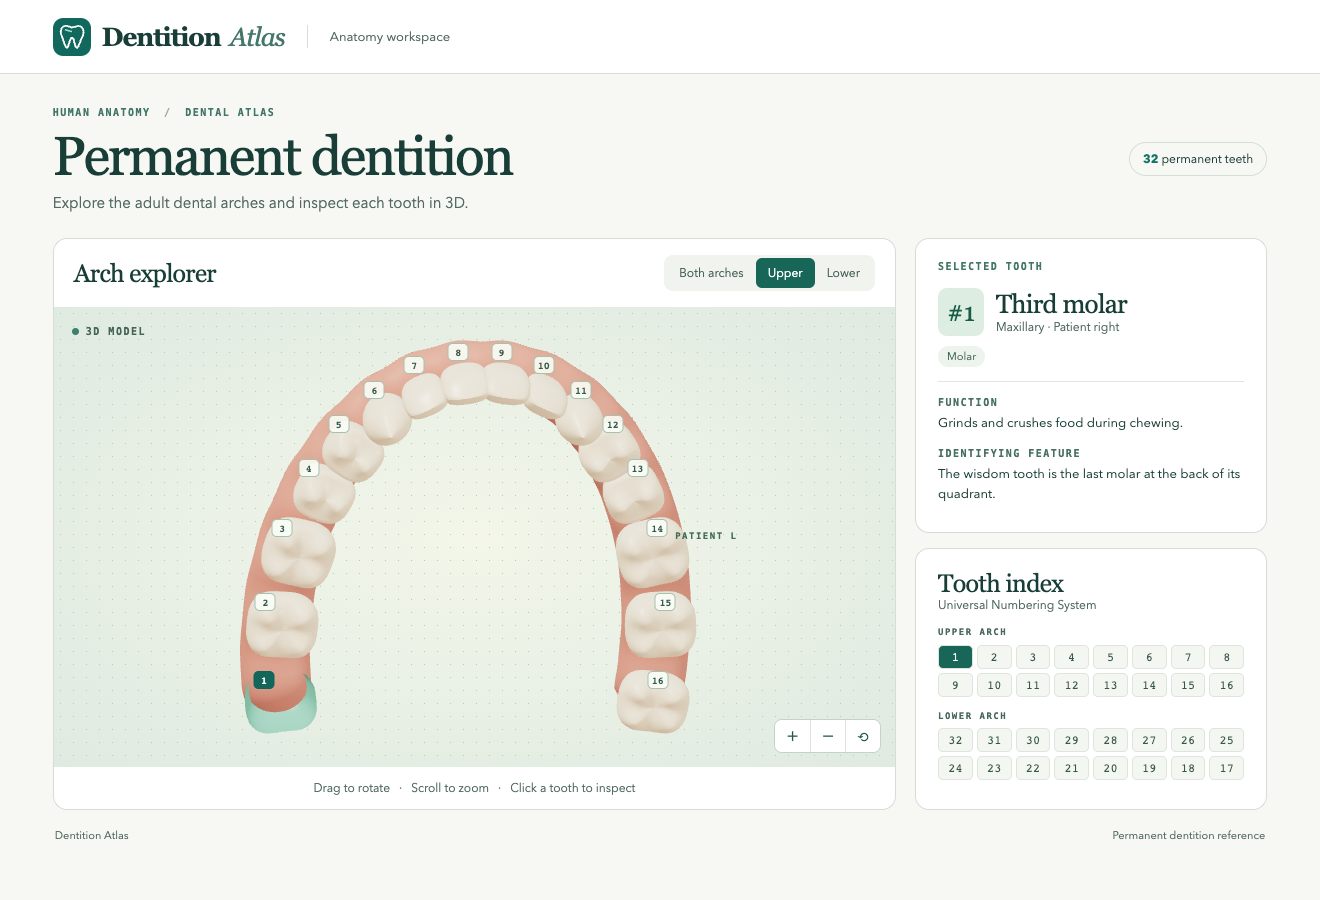 Dentition Atlas
Anatomy workspace
HUMAN ANATOMY / DENTAL ATLAS
Permanent dentition
32 permanent teeth
Explore the adult dental arches and inspect each tooth in 3D.
Arch explorer
Both arches Upper Lower
3D MODEL
8 9
7 10
6 11
5 12
4 13
3 14
PATIENT L
2 15
1 16
+ − ⟲
Drag to rotate · Scroll to zoom · Click a tooth to inspect
SELECTED TOOTH
#1
Third molar
Maxillary · Patient right
Molar
FUNCTION
Grinds and crushes food during chewing.
IDENTIFYING FEATURE
The wisdom tooth is the last molar at the back of its
quadrant.
Tooth index
Universal Numbering System
UPPER ARCH
1 2 3 4 5 6 7 8
9 10 11 12 13 14 15 16
LOWER ARCH
32 31 30 29 28 27 26 25
24 23 22 21 20 19 18 17
Dentition Atlas
Permanent dentition reference